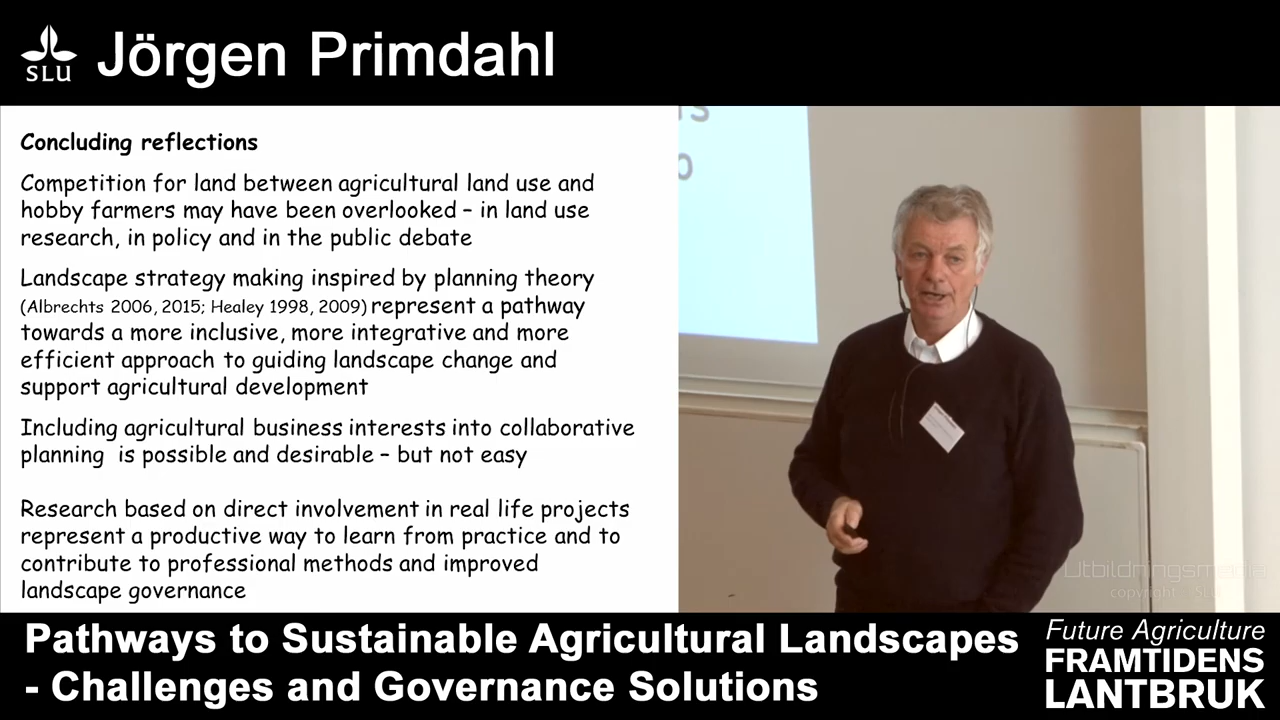 SLU
Jörgen Primdahl
Concluding reflections
Competition for land between agricultural land use and
hobby farmers may have been overlooked – in land use
research, in policy and in the public debate
Landscape strategy making inspired by planning theory
(Albrechts 2006, 2015; Healey 1998, 2009) represent a pathway
towards a more inclusive, more integrative and more
efficient approach to guiding landscape change and
support agricultural development
Including agricultural business interests into collaborative
planning  is possible and desirable – but not easy
Research based on direct involvement in real life projects
represent a productive way to learn from practice and to
contribute to professional methods and improved
landscape governance
Utbildningsmedia
copyright - SLU
Pathways to Sustainable Agricultural Landscapes
- Challenges and Governance Solutions
Future Agriculture
FRAMTIDENS
LANTBRUK